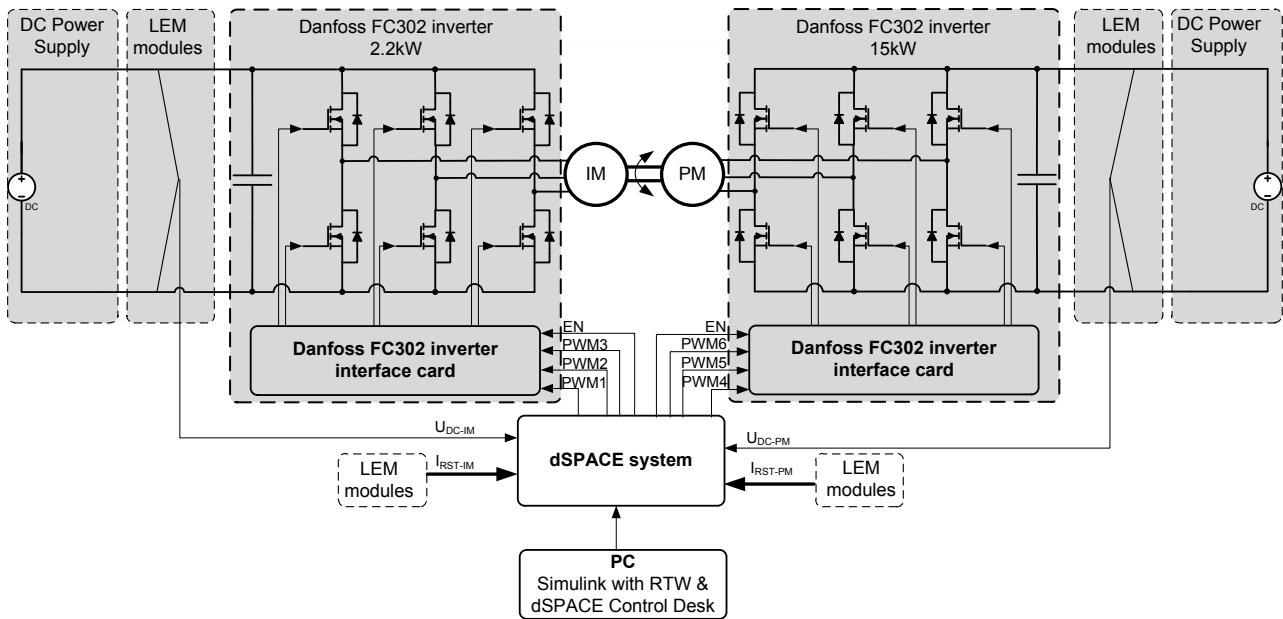 DC Power
Supply
LEM
modules
Danfoss FC302 inverter
2.2kW
Danfoss FC302 inverter
15kW
LEM
modules
DC Power
Supply
DC
IM
PM
DC
Danfoss FC302 inverter
interface card
EN
PWM3
PWM2
PWM1
EN
PWM6
PWM5
PWM4
Danfoss FC302 inverter
interface card
UDC-IM
UDC-PM
dSPACE system
LEM
modules
IRST-IM
IRST-PM
LEM
modules
PC
Simulink with RTW &
dSPACE Control Desk